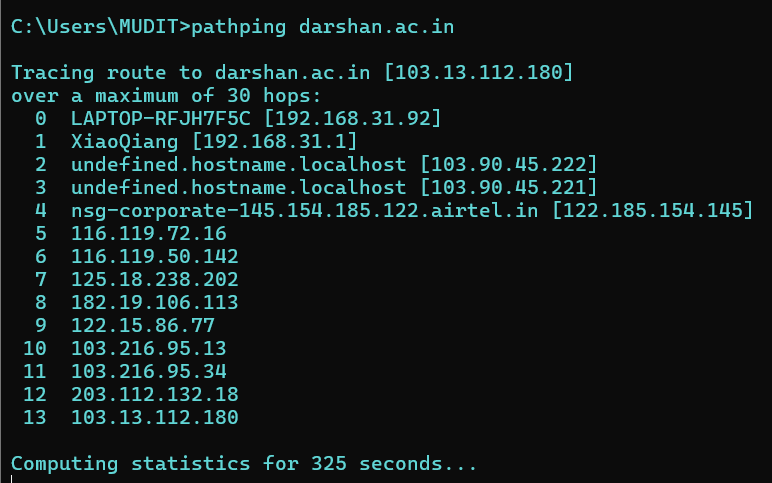 C:\Users\MUDIT>pathping darshan.ac.in
Tracing route to darshan.ac.in [103.13.112.180]
over a maximum of 30 hops:
  0  LAPTOP-RFJH7F5C [192.168.31.92]
  1  XiaoQiang [192.168.31.1]
  2  undefined.hostname.localhost [103.90.45.222]
  3  undefined.hostname.localhost [103.90.45.221]
  4  nsg-corporate-145.154.185.122.airtel.in [122.185.154.145]
  5  116.119.72.16
  6  116.119.50.142
  7  125.18.238.202
  8  182.19.106.113
  9  122.15.86.77
 10  103.216.95.13
 11  103.216.95.34
 12  203.112.132.18
 13  103.13.112.180
Computing statistics for 325 seconds...